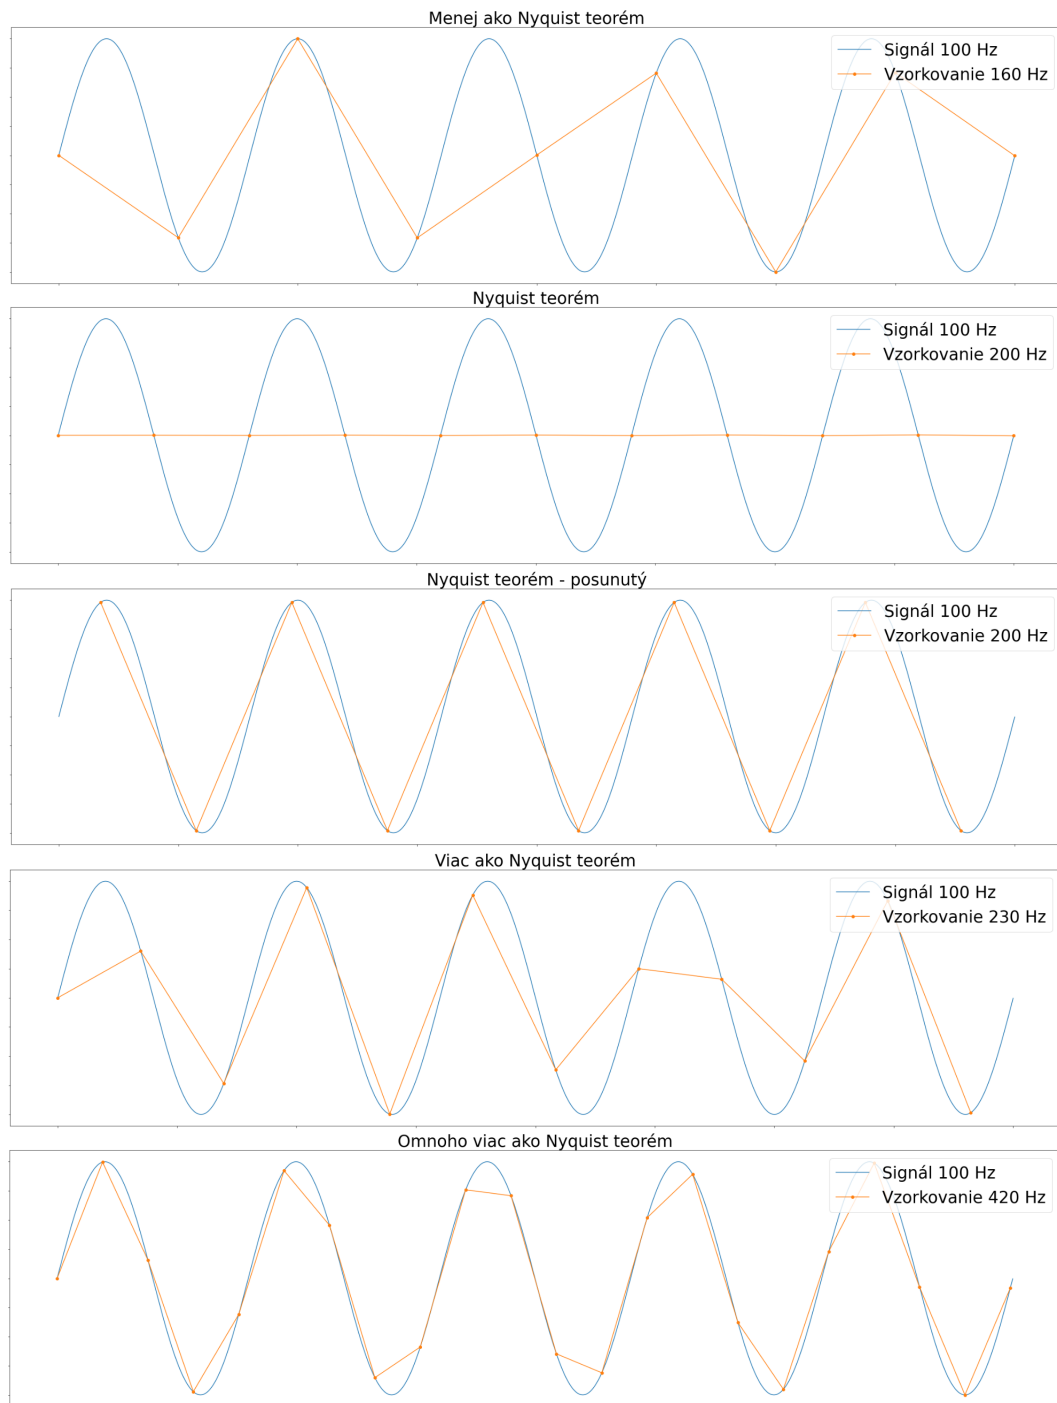 Menej ako Nyquist teorém
Signál 100 Hz
Vzorkovanie 160 Hz
Nyquist teorém
Signál 100 Hz
Vzorkovanie 200 Hz
Nyquist teorém - posunutý
Signál 100 Hz
Vzorkovanie 200 Hz
Viac ako Nyquist teorém
Signál 100 Hz
Vzorkovanie 230 Hz
Omnoho viac ako Nyquist teorém
Signál 100 Hz
Vzorkovanie 420 Hz